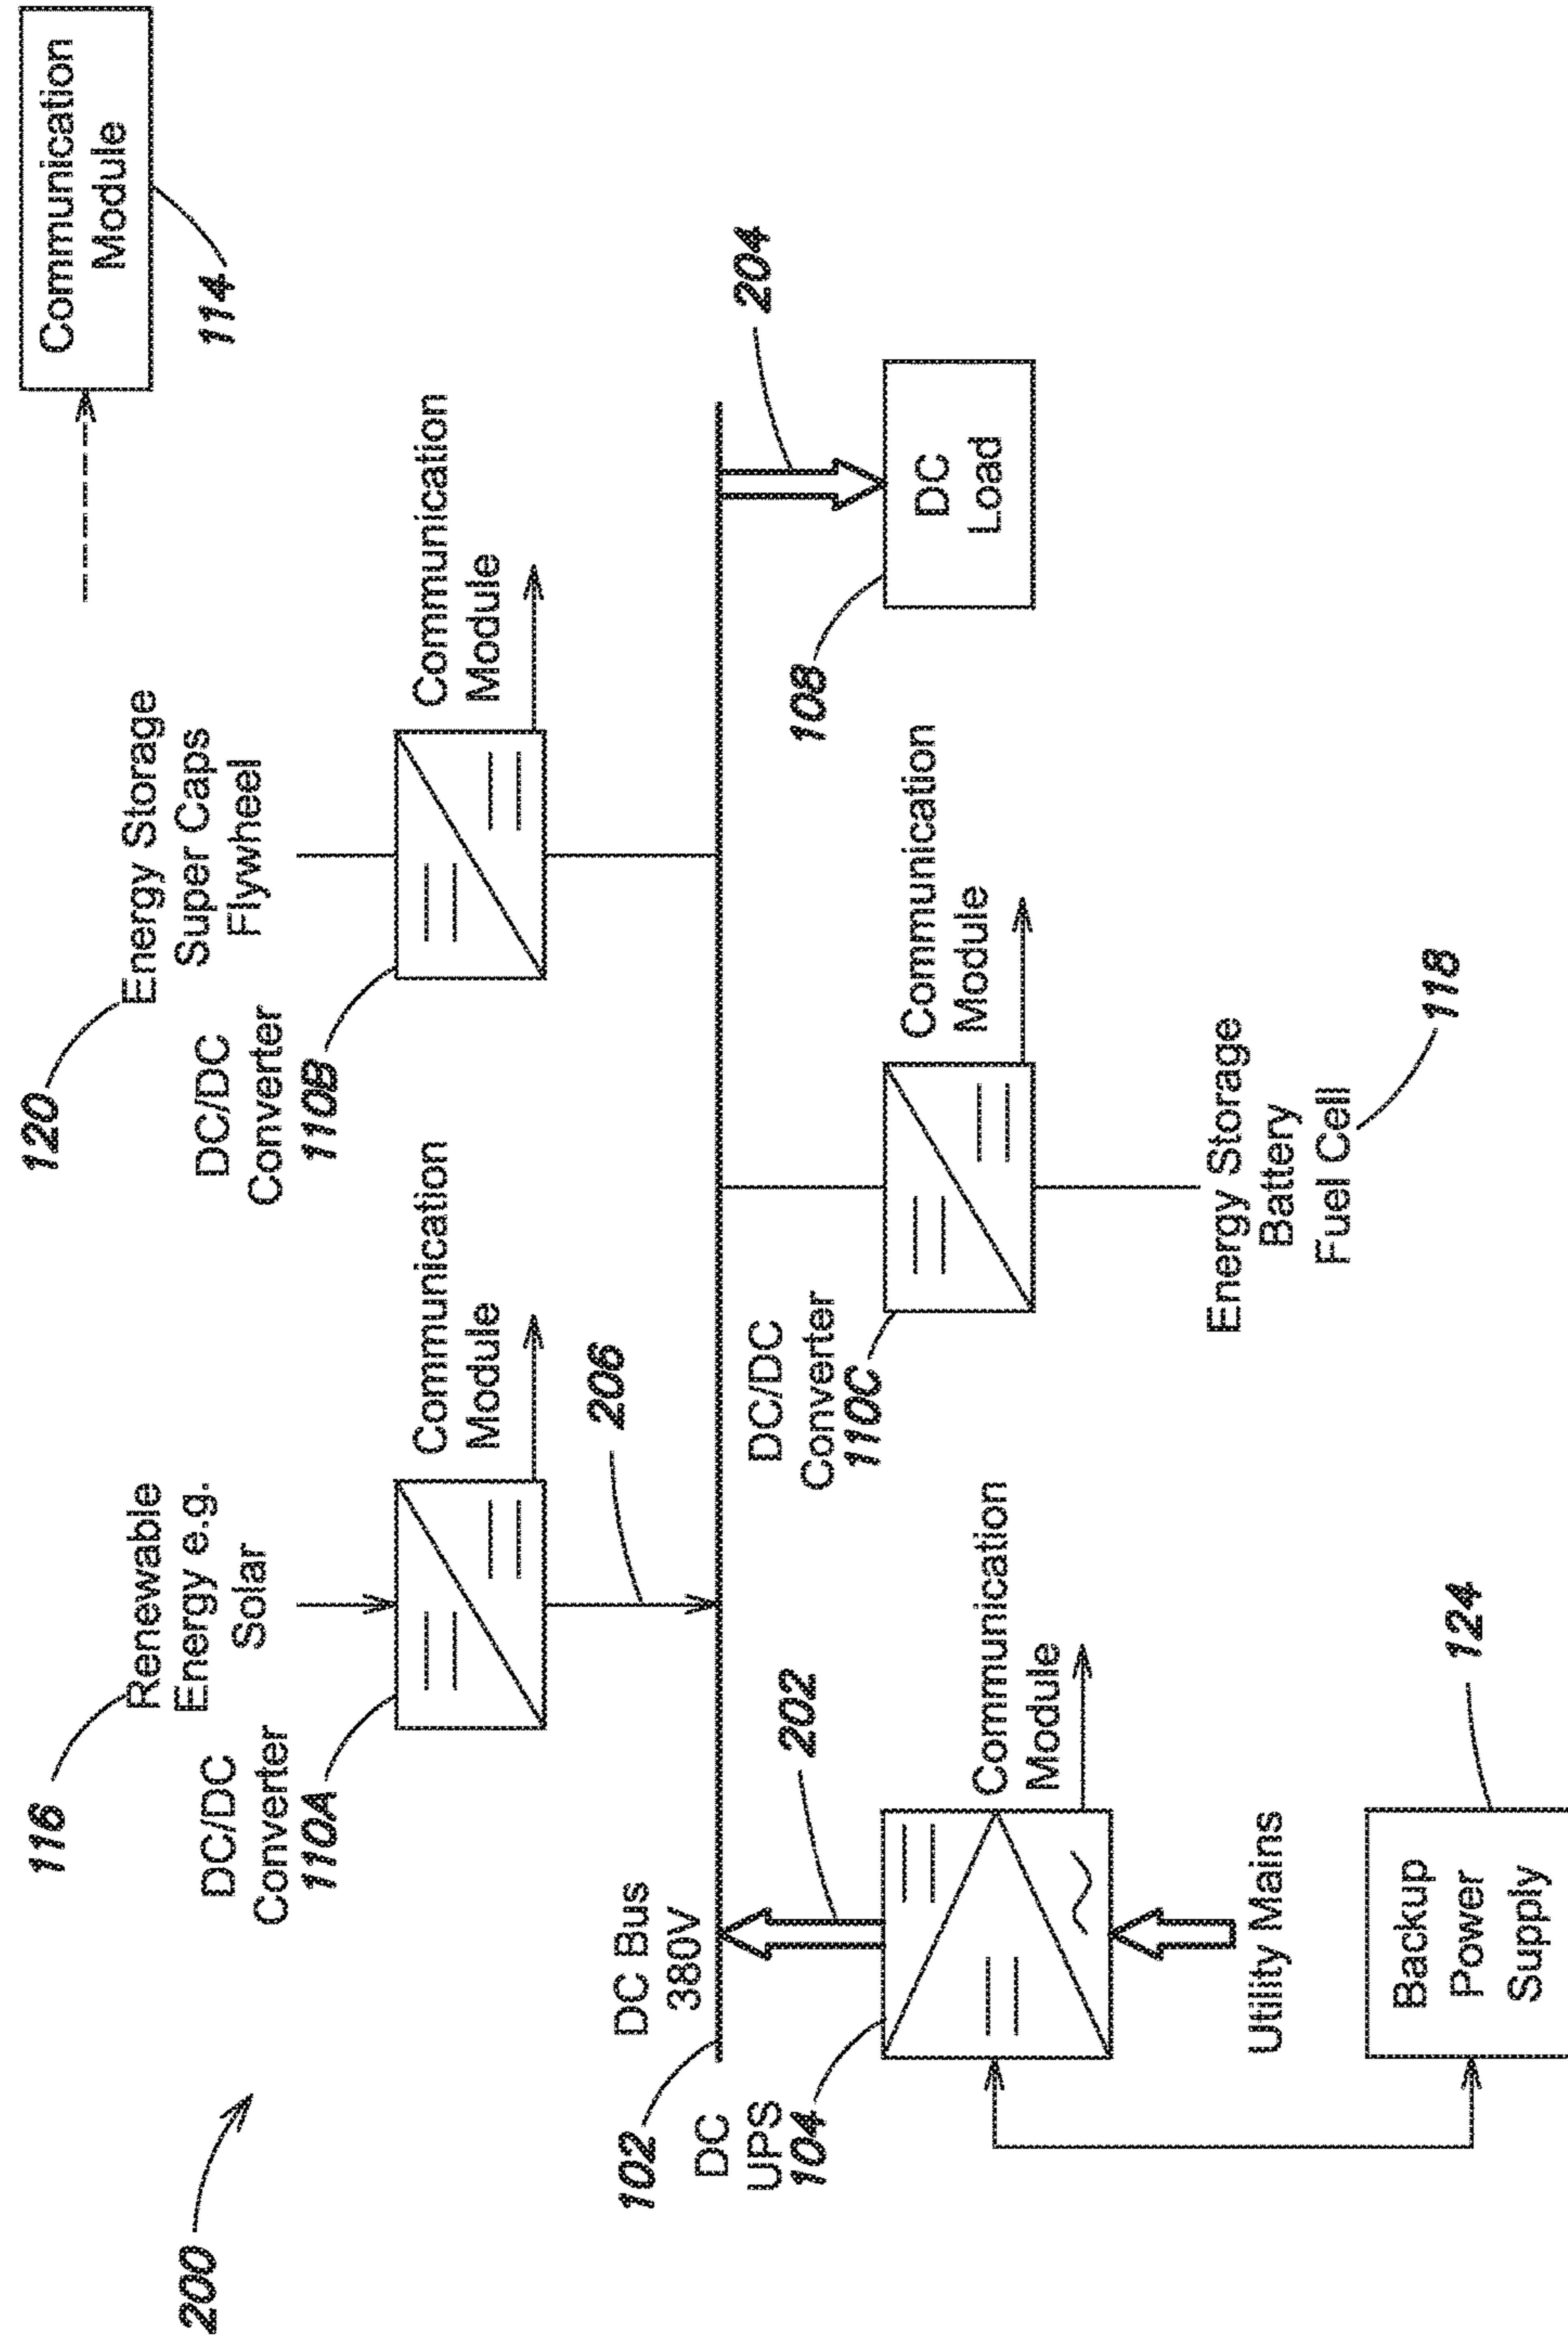 200
116
Renewable
Energy e.g.
Solar
DC/DC
Converter
110A
Communication
Module
206
120
Energy Storage
Super Caps
Flywheel
DC/DC
Converter
110B
Communication
Module
Communication
Module
114
DC Bus
380V
102
DC
UPS
104
202
Communication
Module
Utility Mains
Backup
Power
Supply
124
DC/DC
Converter
110C
Communication
Module
Energy Storage
Battery
Fuel Cell
118
204
DC
Load
108